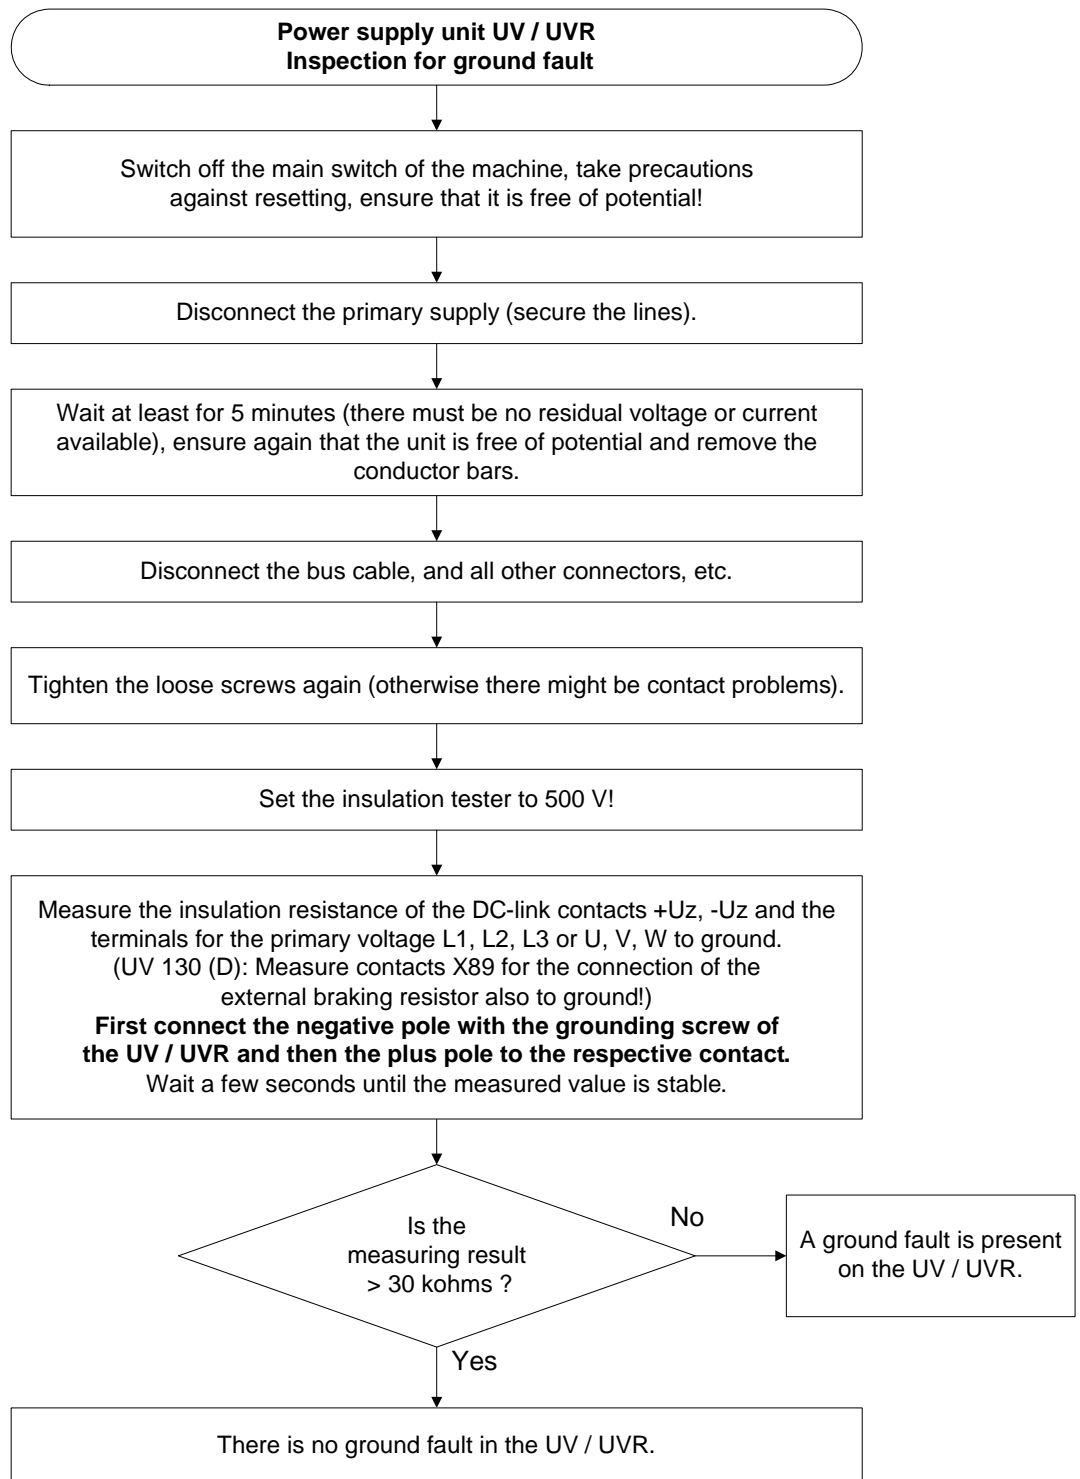 Power supply unit UV / UVR
Inspection for ground fault
Switch off the main switch of the machine, take precautions
against resetting, ensure that it is free of potential!
Disconnect the primary supply (secure the lines).
Wait at least for 5 minutes (there must be no residual voltage or current
available), ensure again that the unit is free of potential and remove the
conductor bars.
Disconnect the bus cable, and all other connectors, etc.
Tighten the loose screws again (otherwise there might be contact problems).
Set the insulation tester to 500 V!
Measure the insulation resistance of the DC-link contacts +Uz, -Uz and the
terminals for the primary voltage L1, L2, L3 or U, V, W to ground.
(UV 130 (D): Measure contacts X89 for the connection of the
external braking resistor also to ground!)
First connect the negative pole with the grounding screw of
the UV / UVR and then the plus pole to the respective contact.
Wait a few seconds until the measured value is stable.
Is the
measuring result
> 30 kohms ?
No
A ground fault is present
on the UV / UVR.
Yes
There is no ground fault in the UV / UVR.